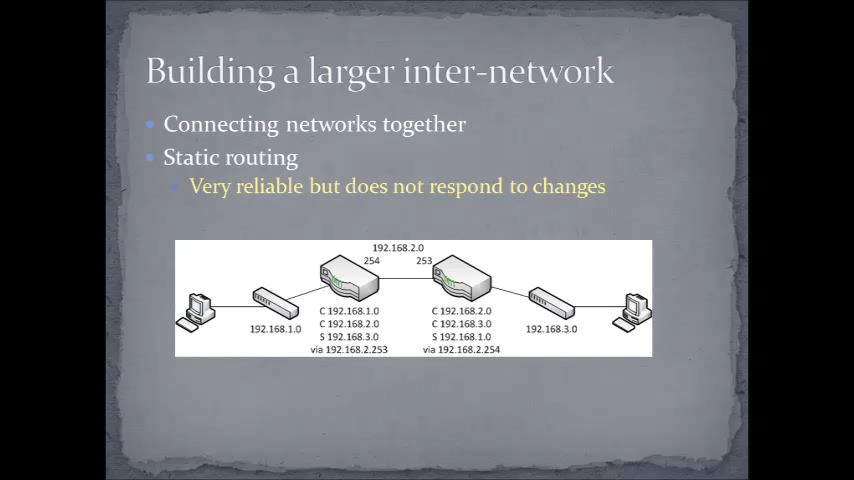 Building a larger inter-network
Connecting networks together
Static routing
Very reliable but does not respond to changes
192.168.2.0
254 253
192.168.1.0
C 192.168.1.0
C 192.168.2.0
S 192.168.3.0
via 192.168.2.253
C 192.168.2.0
C 192.168.3.0
S 192.168.1.0
via 192.168.2.254
192.168.3.0